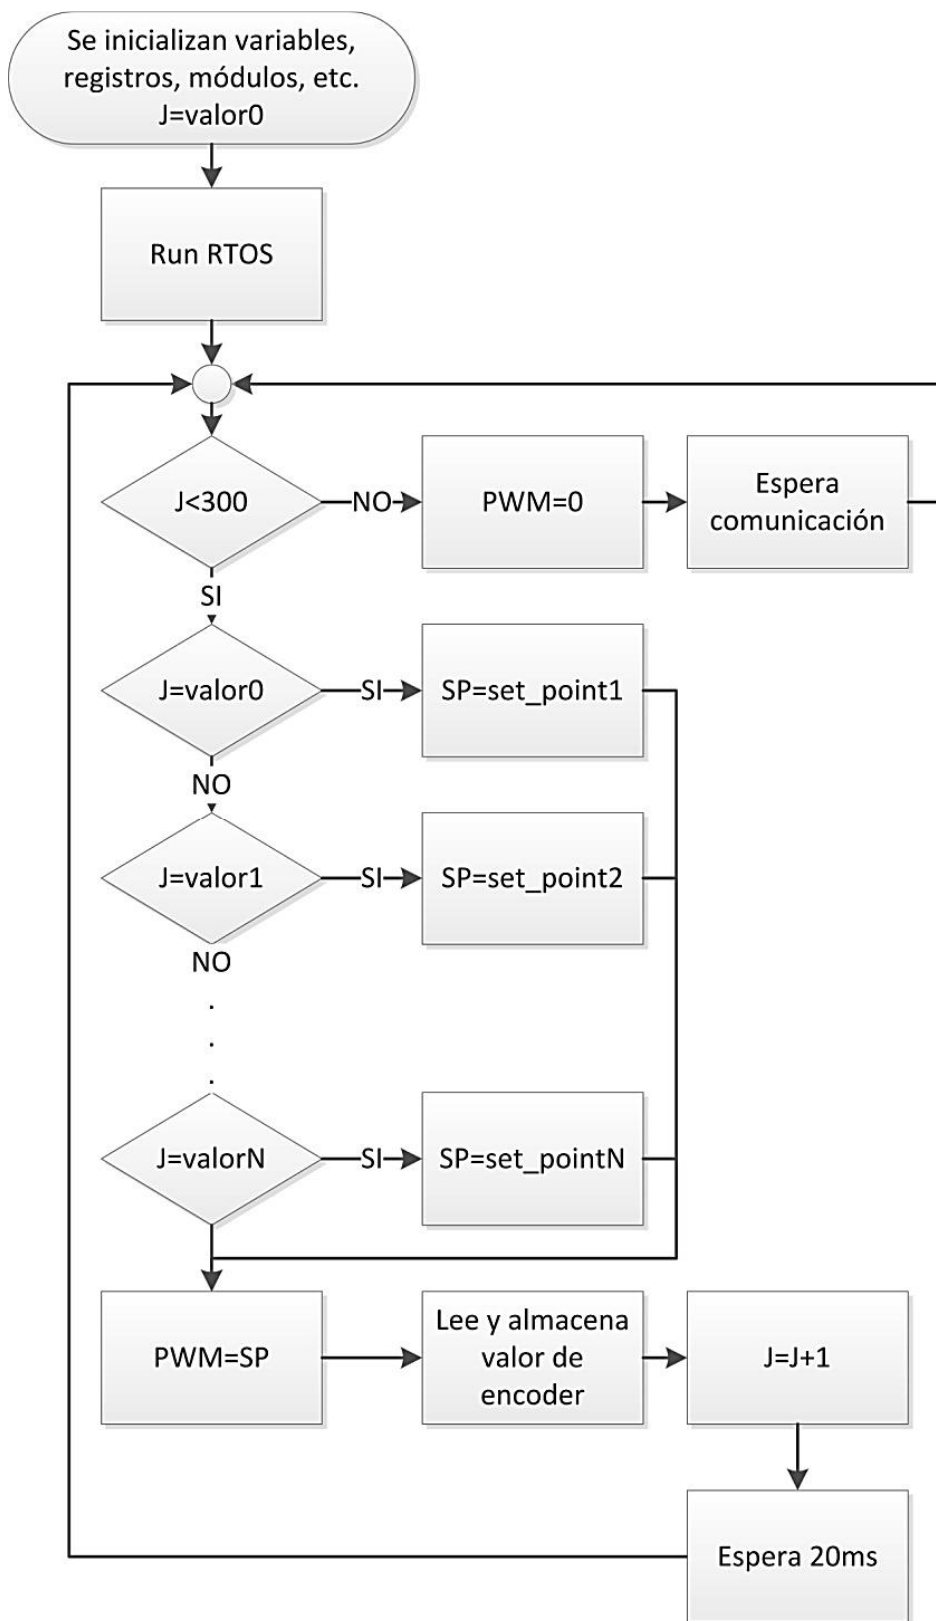 Se inicializan variables,
registros, módulos, etc.
J=valor0
Run RTOS
J<300
NO
PWM=0
Espera
comunicación
SI
J=valor0
SI
SP=set_point1
NO
J=valor1
SI
SP=set_point2
NO
.
.
.
J=valorN
SI
SP=set_pointN
PWM=SP
Lee y almacena
valor de
encoder
J=J+1
Espera 20ms